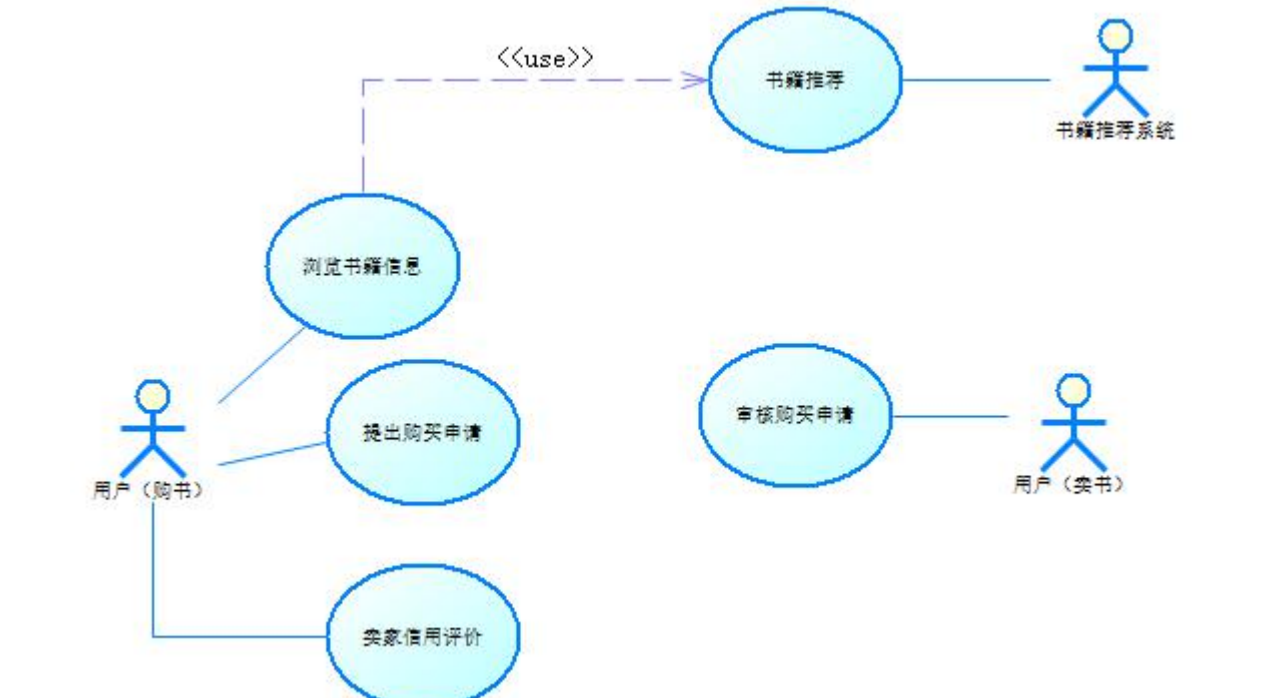 <<use>>
书籍推荐
书籍推荐系统
浏览书籍信息
提出购买申请
审核购买申请
用户（购书）
用户（卖书）
卖家信用评价